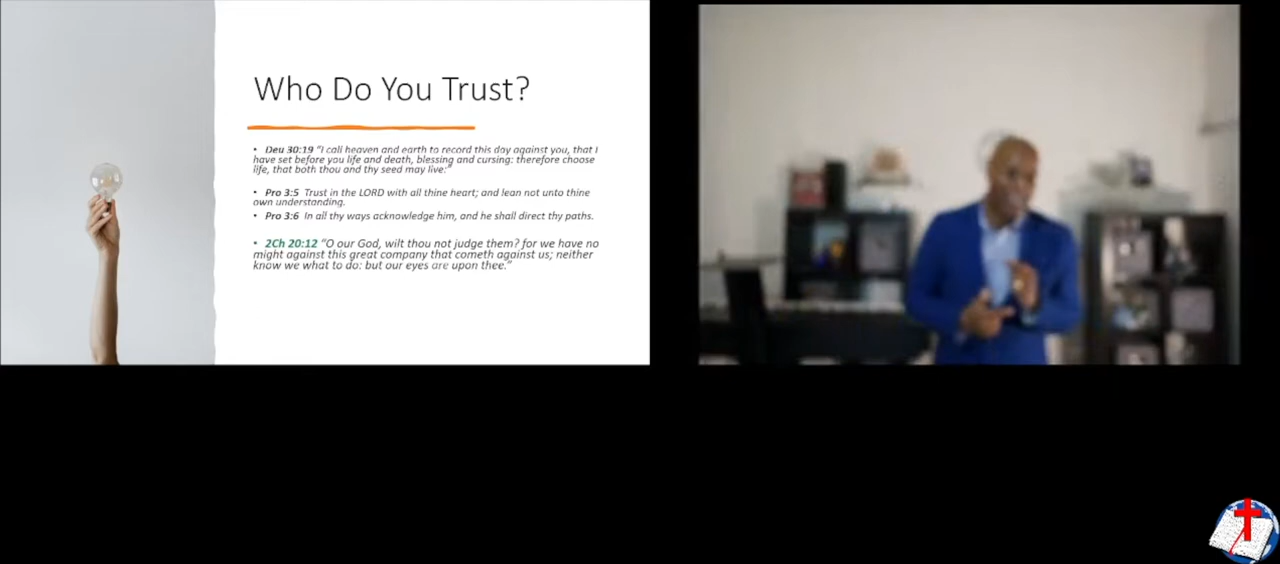 Who Do You Trust?
• Deu 30:19 “I call heaven and earth to record this day against you, that I
have set before you life and death, blessing and cursing: therefore choose
life, that both thou and thy seed may live:”
• Pro 3:5 Trust in the LORD with all thine heart; and lean not unto thine
own understanding.
• Pro 3:6 In all thy ways acknowledge him, and he shall direct thy paths.
• 2Ch 20:12 “O our God, wilt thou not judge them? for we have no
might against this great company that cometh against us; neither
know we what to do: but our eyes are upon thee.”